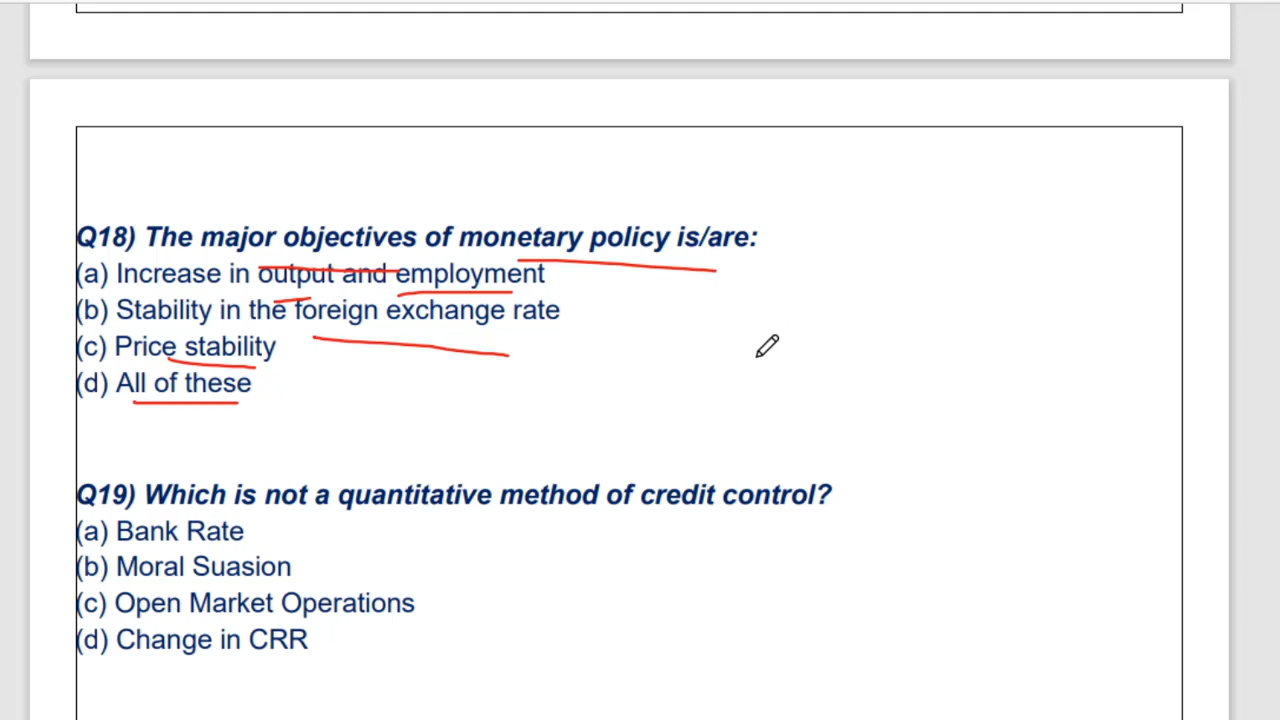 Q18) The major objectives of monetary policy is/are:
(a) Increase in output and employment
(b) Stability in the foreign exchange rate
(c) Price stability
(d) All of these
Q19) Which is not a quantitative method of credit control?
(a) Bank Rate
(b) Moral Suasion
(c) Open Market Operations
(d) Change in CRR